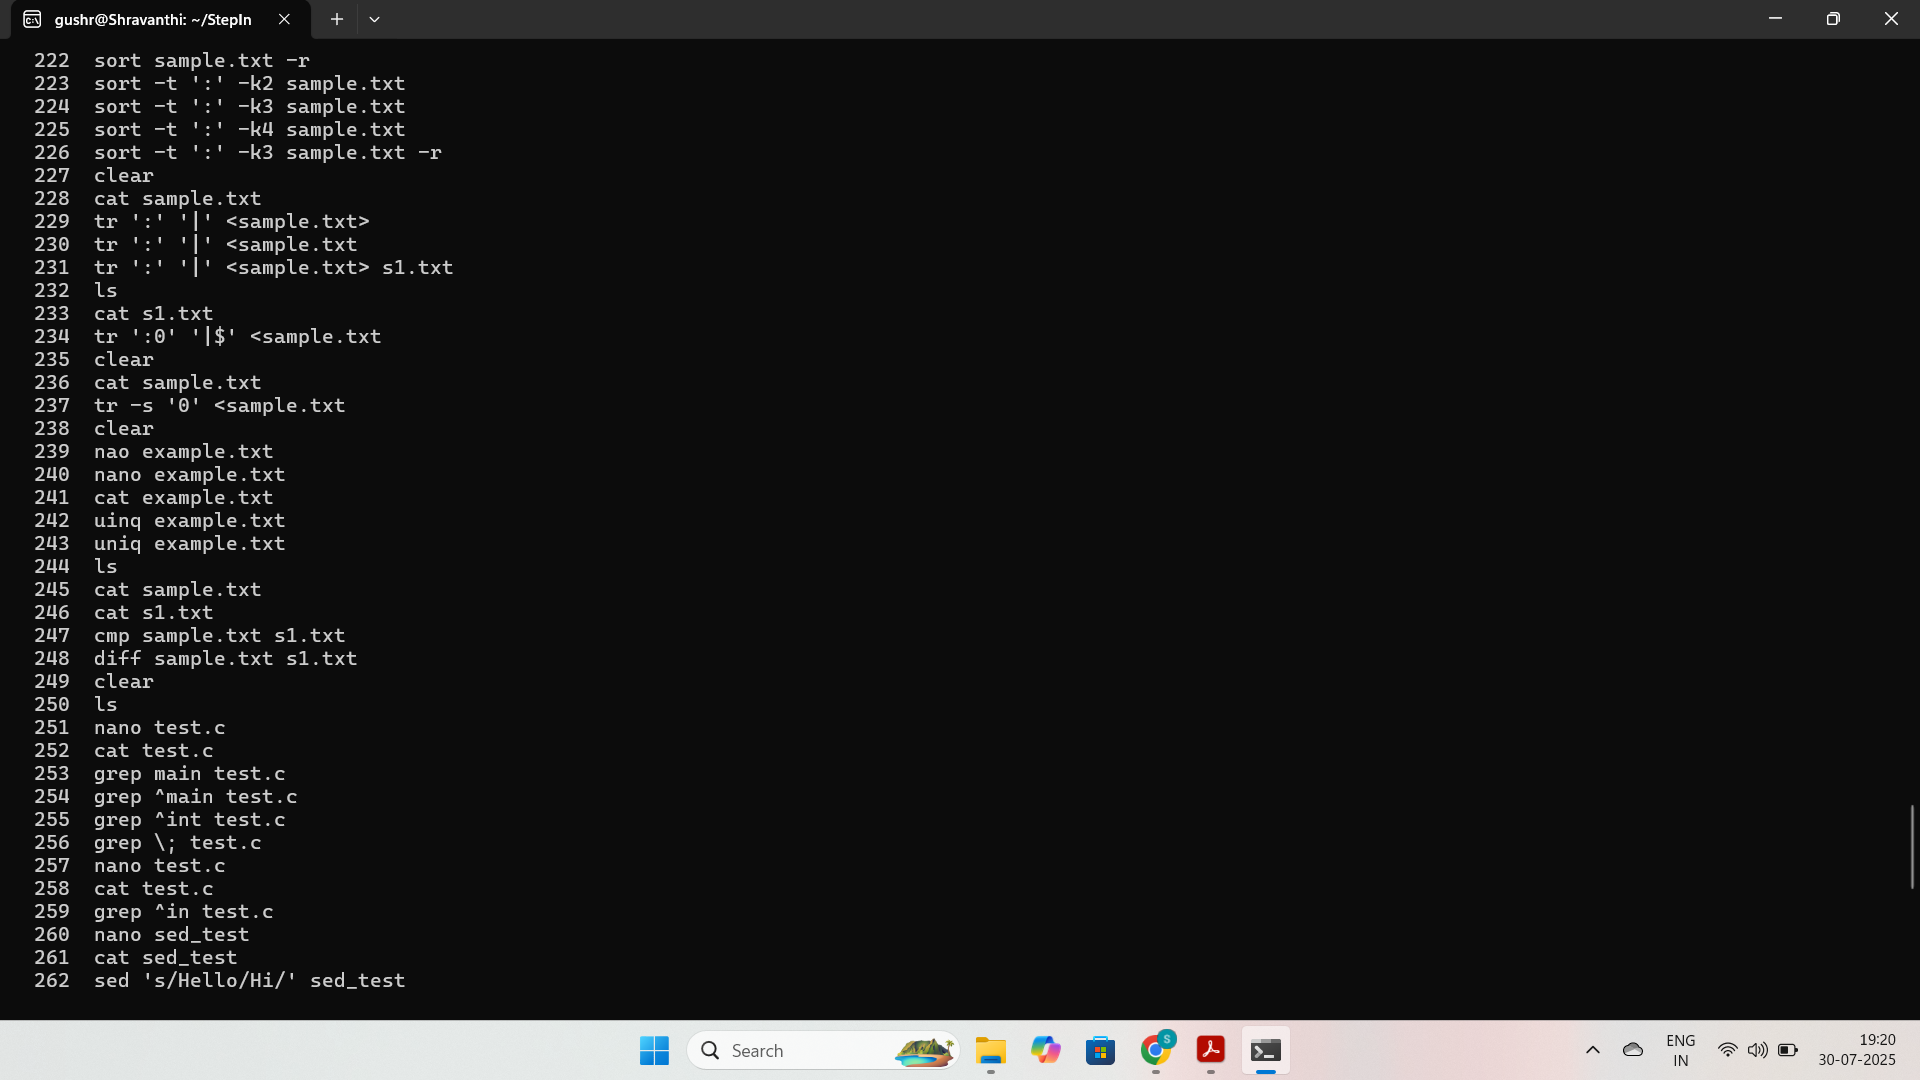 gushr@Shravanthi: ~/StepIn
222 sort sample.txt -r
223 sort -t ':' -k2 sample.txt
224 sort -t ':' -k3 sample.txt
225 sort -t ':' -k4 sample.txt
226 sort -t ':' -k3 sample.txt -r
227 clear
228 cat sample.txt
229 tr ':' '|' <sample.txt>
230 tr ':' '|' <sample.txt
231 tr ':' '|' <sample.txt> s1.txt
232 ls
233 cat s1.txt
234 tr ':0' '|$' <sample.txt
235 clear
236 cat sample.txt
237 tr -s '0' <sample.txt
238 clear
239 nao example.txt
240 nano example.txt
241 cat example.txt
242 uinq example.txt
243 uniq example.txt
244 ls
245 cat sample.txt
246 cat s1.txt
247 cmp sample.txt s1.txt
248 diff sample.txt s1.txt
249 clear
250 ls
251 nano test.c
252 cat test.c
253 grep main test.c
254 grep ^main test.c
255 grep ^int test.c
256 grep \; test.c
257 nano test.c
258 cat test.c
259 grep ^in test.c
260 nano sed_test
261 cat sed_test
262 sed 's/Hello/Hi/' sed_test
Search
S
ENG
IN
19:20
30-07-2025